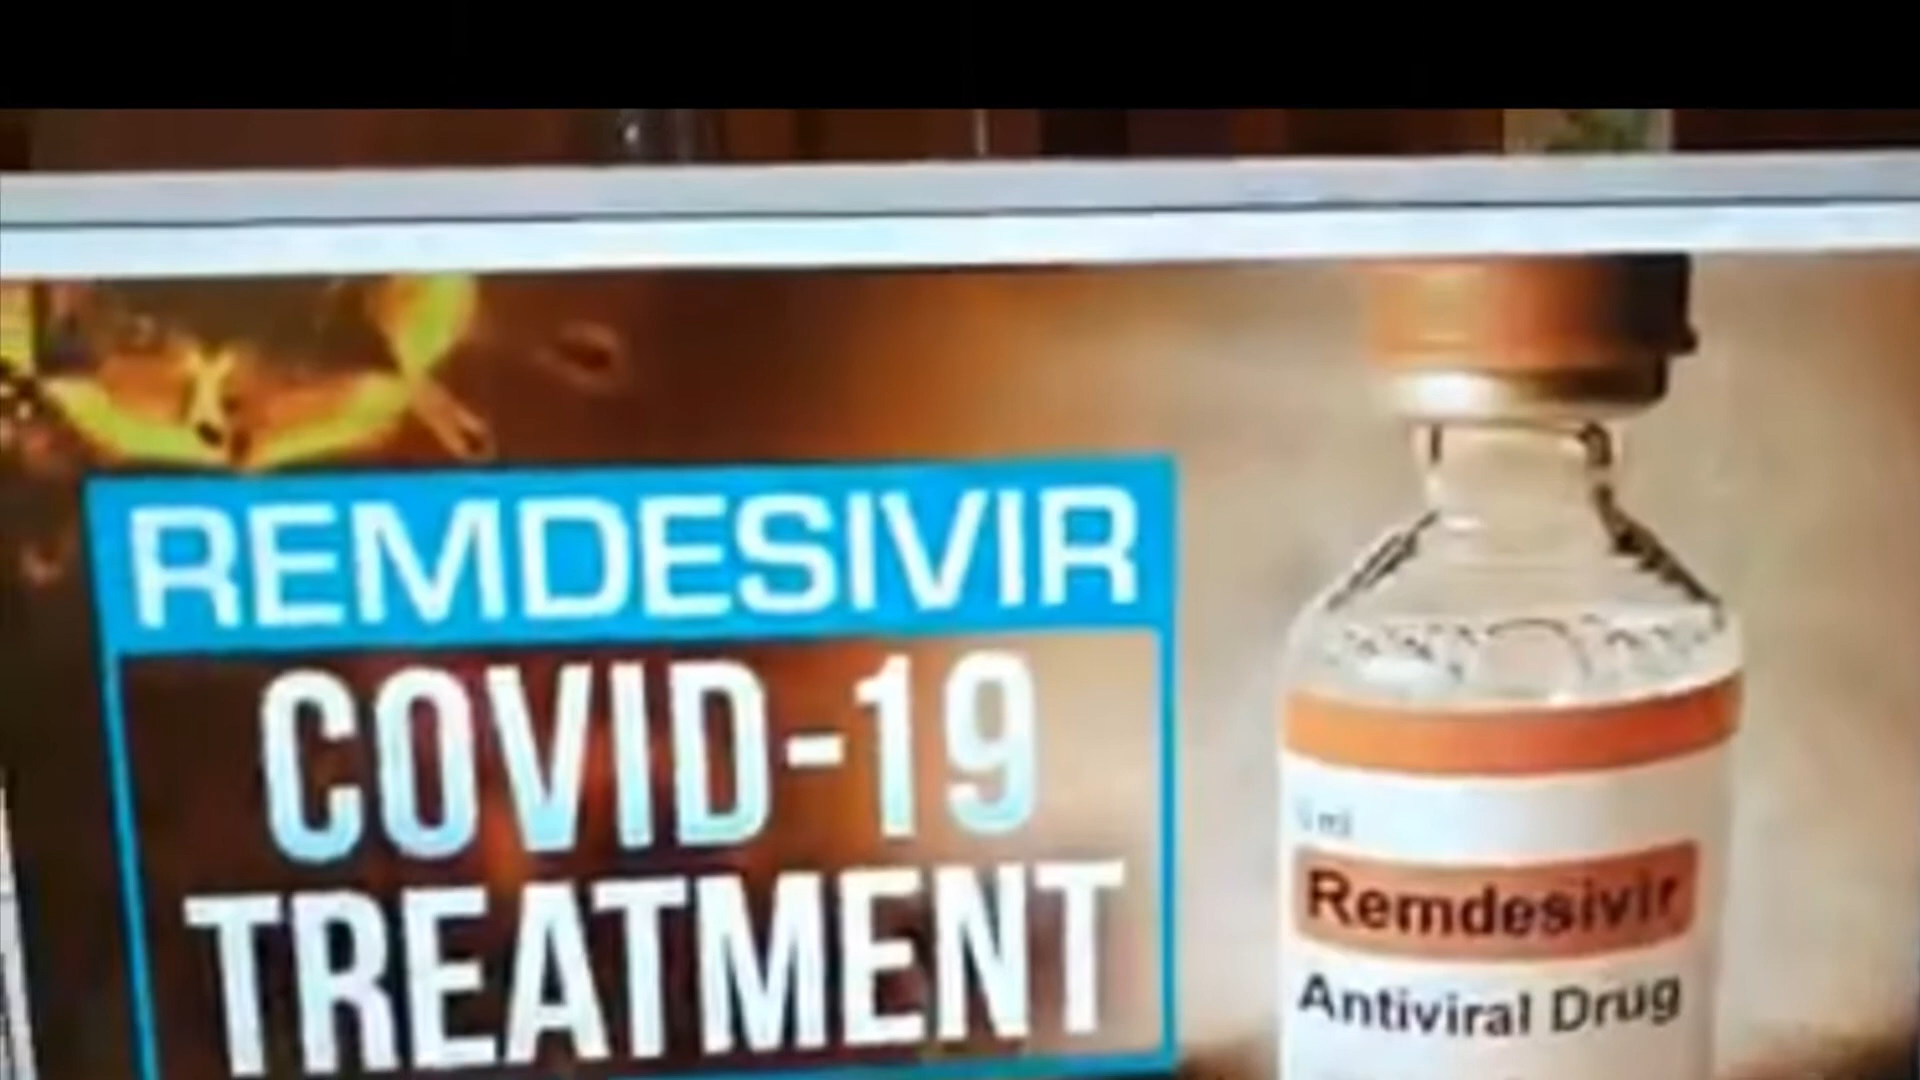 REMDESIVIR
COVID-19
TREATMENT
Remdesivir
Antiviral Drug